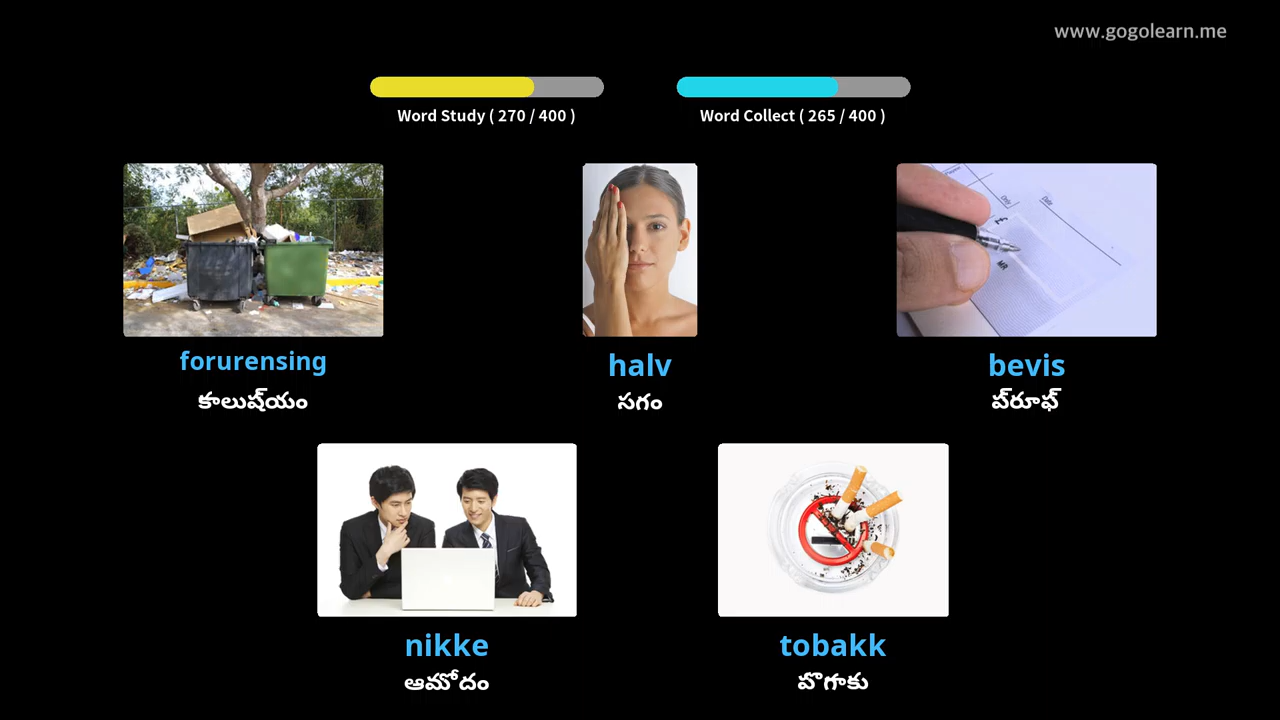 www.gogolearn.me
Word Study ( 270 / 400 )
Word Collect ( 265 / 400 )
forurensing
కాలుష్‌యం
halv
సగం
bevis
ప్‌రూఫ్
nikke
ఆమోదం
tobakk
పొగాకు